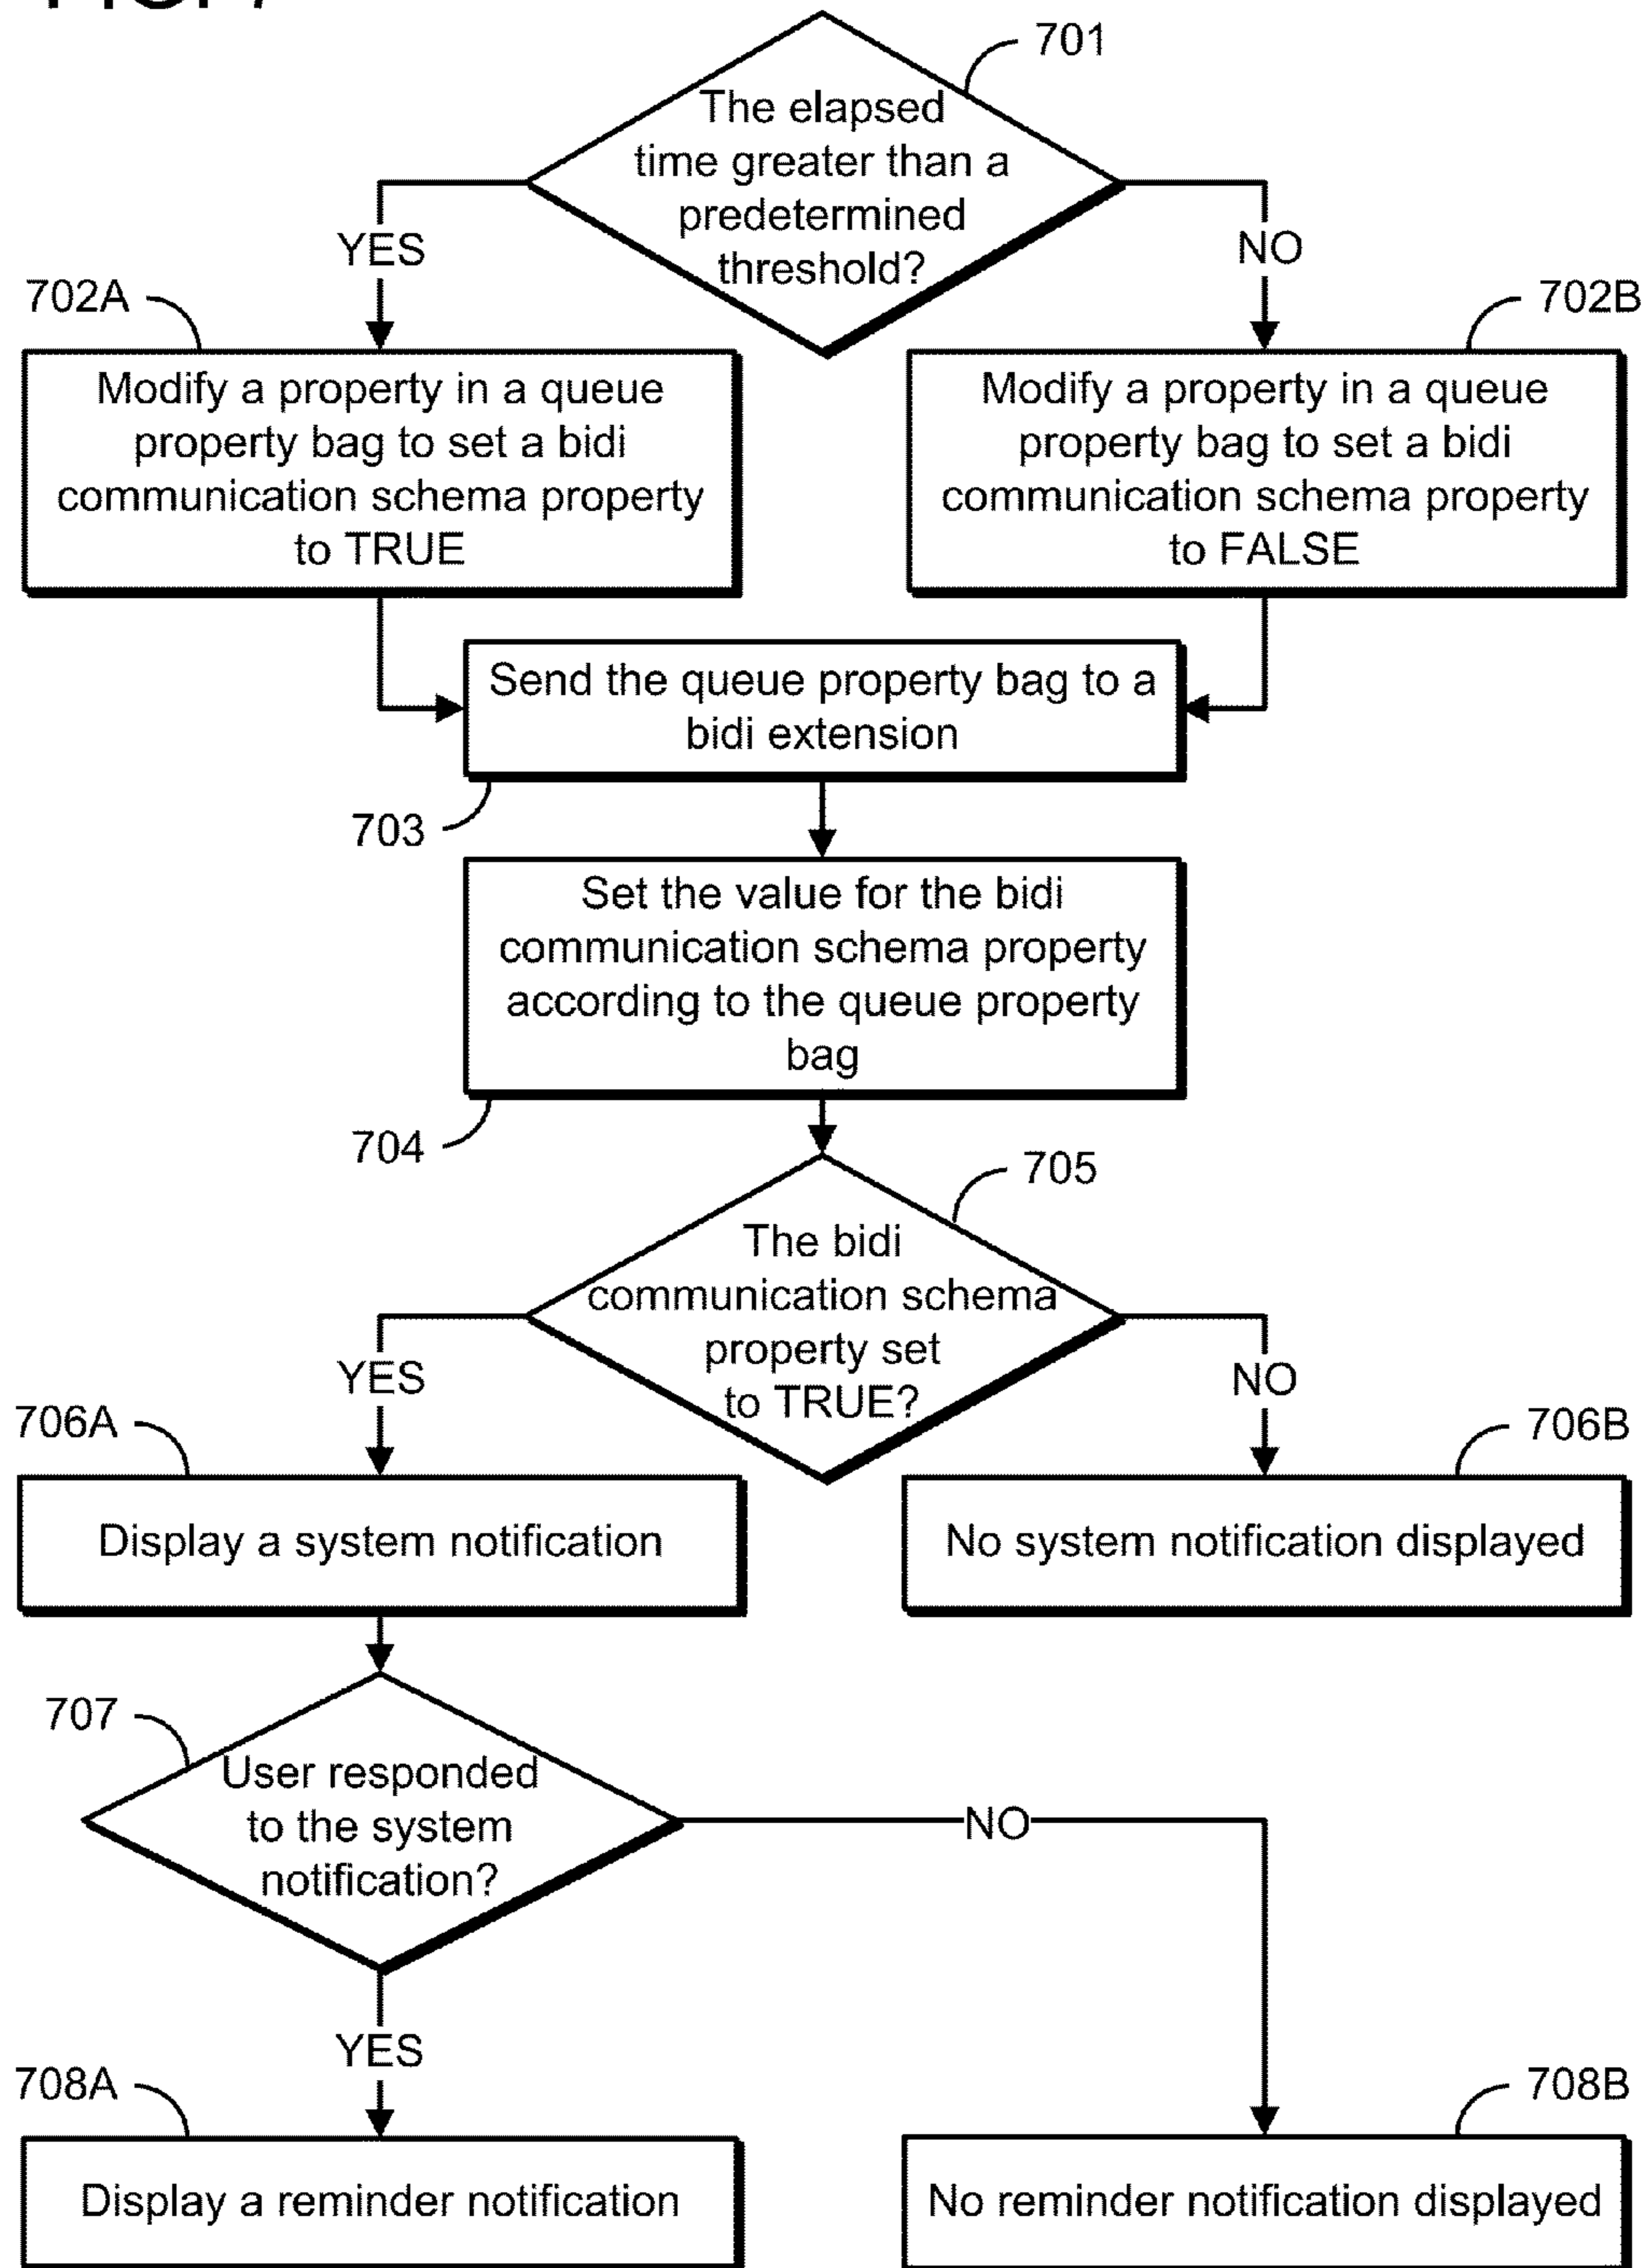 FIG. 7
701
The elapsed
time greater than a
predetermined
threshold?
YES
NO
702A
702B
Modify a property in a queue
property bag to set a bidi
communication schema property
to TRUE
Modify a property in a queue
property bag to set a bidi
communication schema property
to FALSE
Send the queue property bag to a
bidi extension
703
Set the value for the bidi
communication schema property
according to the queue property
bag
704
705
The bidi
communication schema
property set
to TRUE?
YES
NO
706A
706B
Display a system notification
No system notification displayed
707
User responded
to the system
notification?
NO
YES
708A
708B
Display a reminder notification
No reminder notification displayed